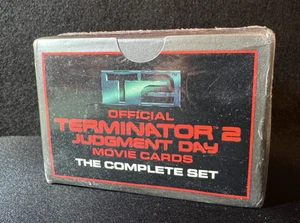 T2
OFFICIAL
TERMINATOR 2
JUDGMENT DAY
MOVIE CARDS
THE COMPLETE SET